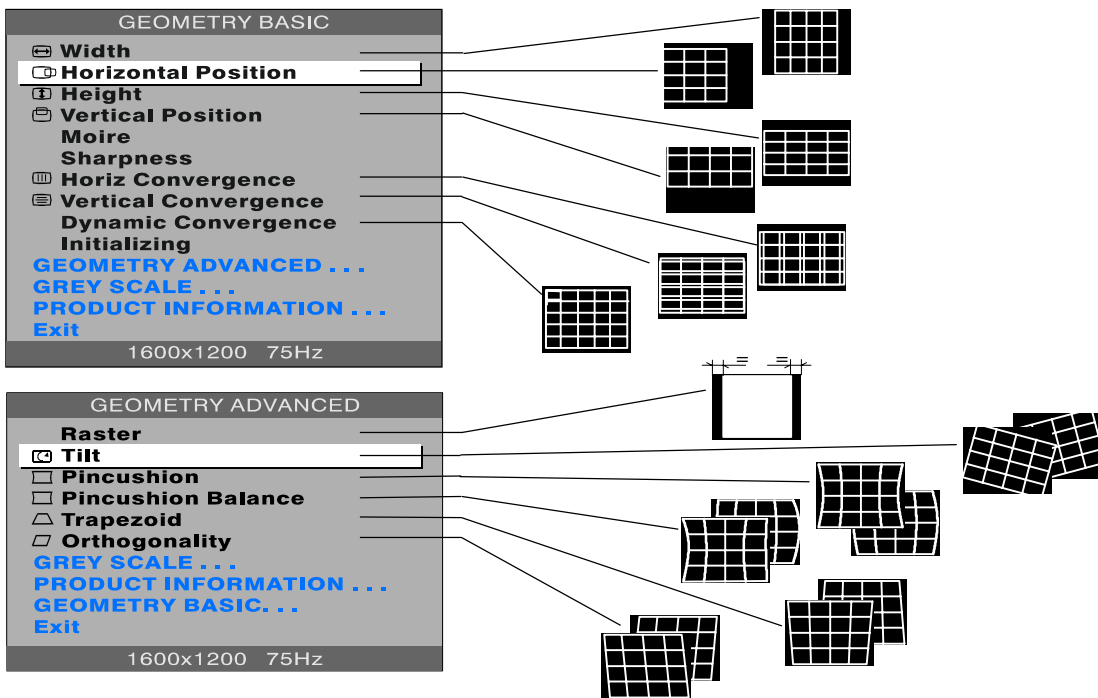 GEOMETRY BASIC
Width
Horizontal Position
Height
Vertical Position
Moire
Sharpness
Horiz Convergence
Vertical Convergence
Dynamic Convergence
Initializing
GEOMETRY ADVANCED . . .
GREY SCALE . . .
PRODUCT INFORMATION . . .
Exit
1600x1200 75Hz
= =
GEOMETRY ADVANCED
Raster
Tilt
Pincushion
Pincushion Balance
Trapezoid
Orthogonality
GREY SCALE . . .
PRODUCT INFORMATION . . .
GEOMETRY BASIC. . .
Exit
1600x1200 75Hz